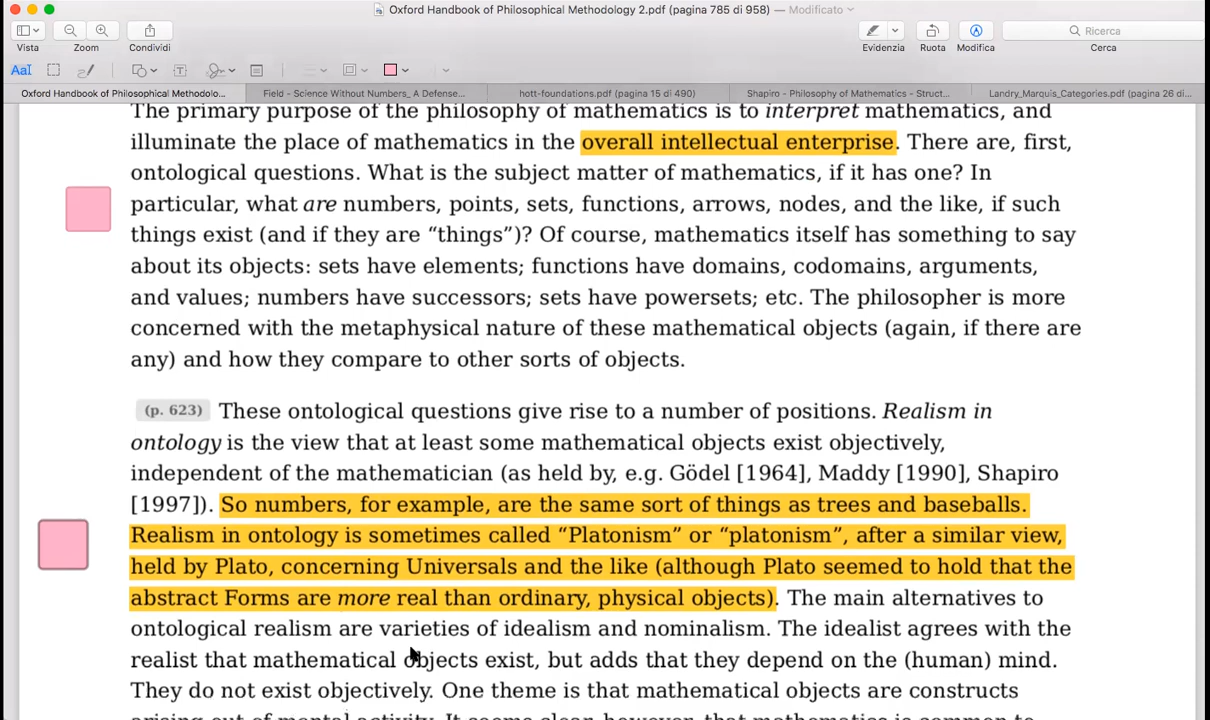 Oxford Handbook of Philosophical Methodology 2.pdf (pagina 785 di 958) — Modificato
Vista
Zoom
Condividi
Evidenzia
Ruota
Modifica
Ricerca
Cerca
AaI
Oxford Handbook of Philosophical Methodolo...
Field - Science Without Numbers_ A Defense...
hott-foundations.pdf (pagina 15 di 490)
Shapiro - Philosophy of Mathematics - Struct...
Landry_Marquis_Categories.pdf (pagina 26 di...
The primary purpose of the philosophy of mathematics is to interpret mathematics, and
illuminate the place of mathematics in the overall intellectual enterprise. There are, first,
ontological questions. What is the subject matter of mathematics, if it has one? In
particular, what are numbers, points, sets, functions, arrows, nodes, and the like, if such
things exist (and if they are “things”)? Of course, mathematics itself has something to say
about its objects: sets have elements; functions have domains, codomains, arguments,
and values; numbers have successors; sets have powersets; etc. The philosopher is more
concerned with the metaphysical nature of these mathematical objects (again, if there are
any) and how they compare to other sorts of objects.
(p. 623) These ontological questions give rise to a number of positions. Realism in
ontology is the view that at least some mathematical objects exist objectively,
independent of the mathematician (as held by, e.g. Gödel [1964], Maddy [1990], Shapiro
[1997]). So numbers, for example, are the same sort of things as trees and baseballs.
Realism in ontology is sometimes called “Platonism” or “platonism”, after a similar view,
held by Plato, concerning Universals and the like (although Plato seemed to hold that the
abstract Forms are more real than ordinary, physical objects). The main alternatives to
ontological realism are varieties of idealism and nominalism. The idealist agrees with the
realist that mathematical objects exist, but adds that they depend on the (human) mind.
They do not exist objectively. One theme is that mathematical objects are constructs
arising out of mental activity. It seems clear, however, that mathematics is common to